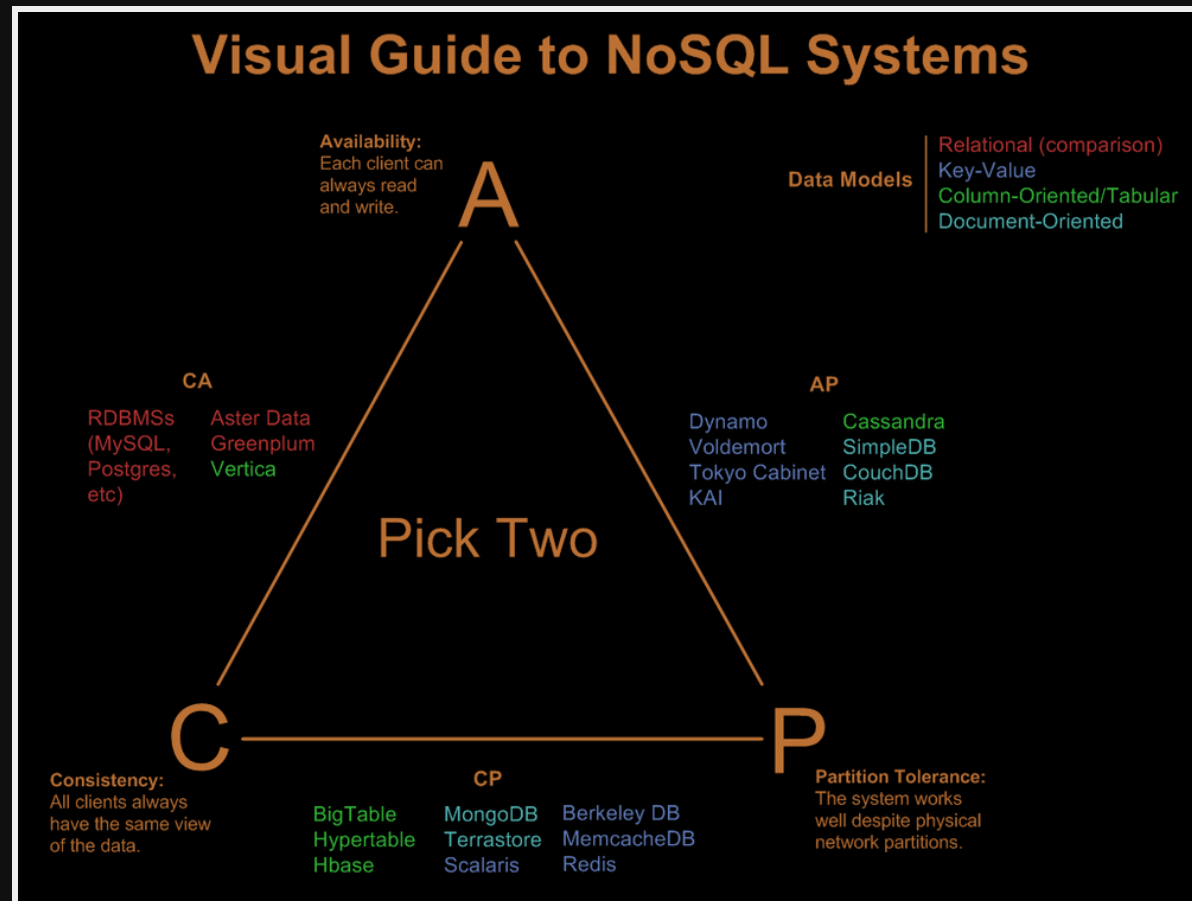 Visual Guide to NoSQL Systems
Availability:
Each client can
always read
and write.
A
Data Models
Relational (comparison)
Key-Value
Column-Oriented/Tabular
Document-Oriented
CA
RDBMSs
(MySQL,
Postgres,
etc)
Aster Data
Greenplum
Vertica
AP
Dynamo
Voldemort
Tokyo Cabinet
KAI
Cassandra
SimpleDB
CouchDB
Riak
Pick Two
C
Consistency:
All clients always
have the same view
of the data.
CP
BigTable
Hypertable
Hbase
MongoDB
Terrastore
Scalaris
Berkeley DB
MemcacheDB
Redis
P
Partition Tolerance:
The system works
well despite physical
network partitions.